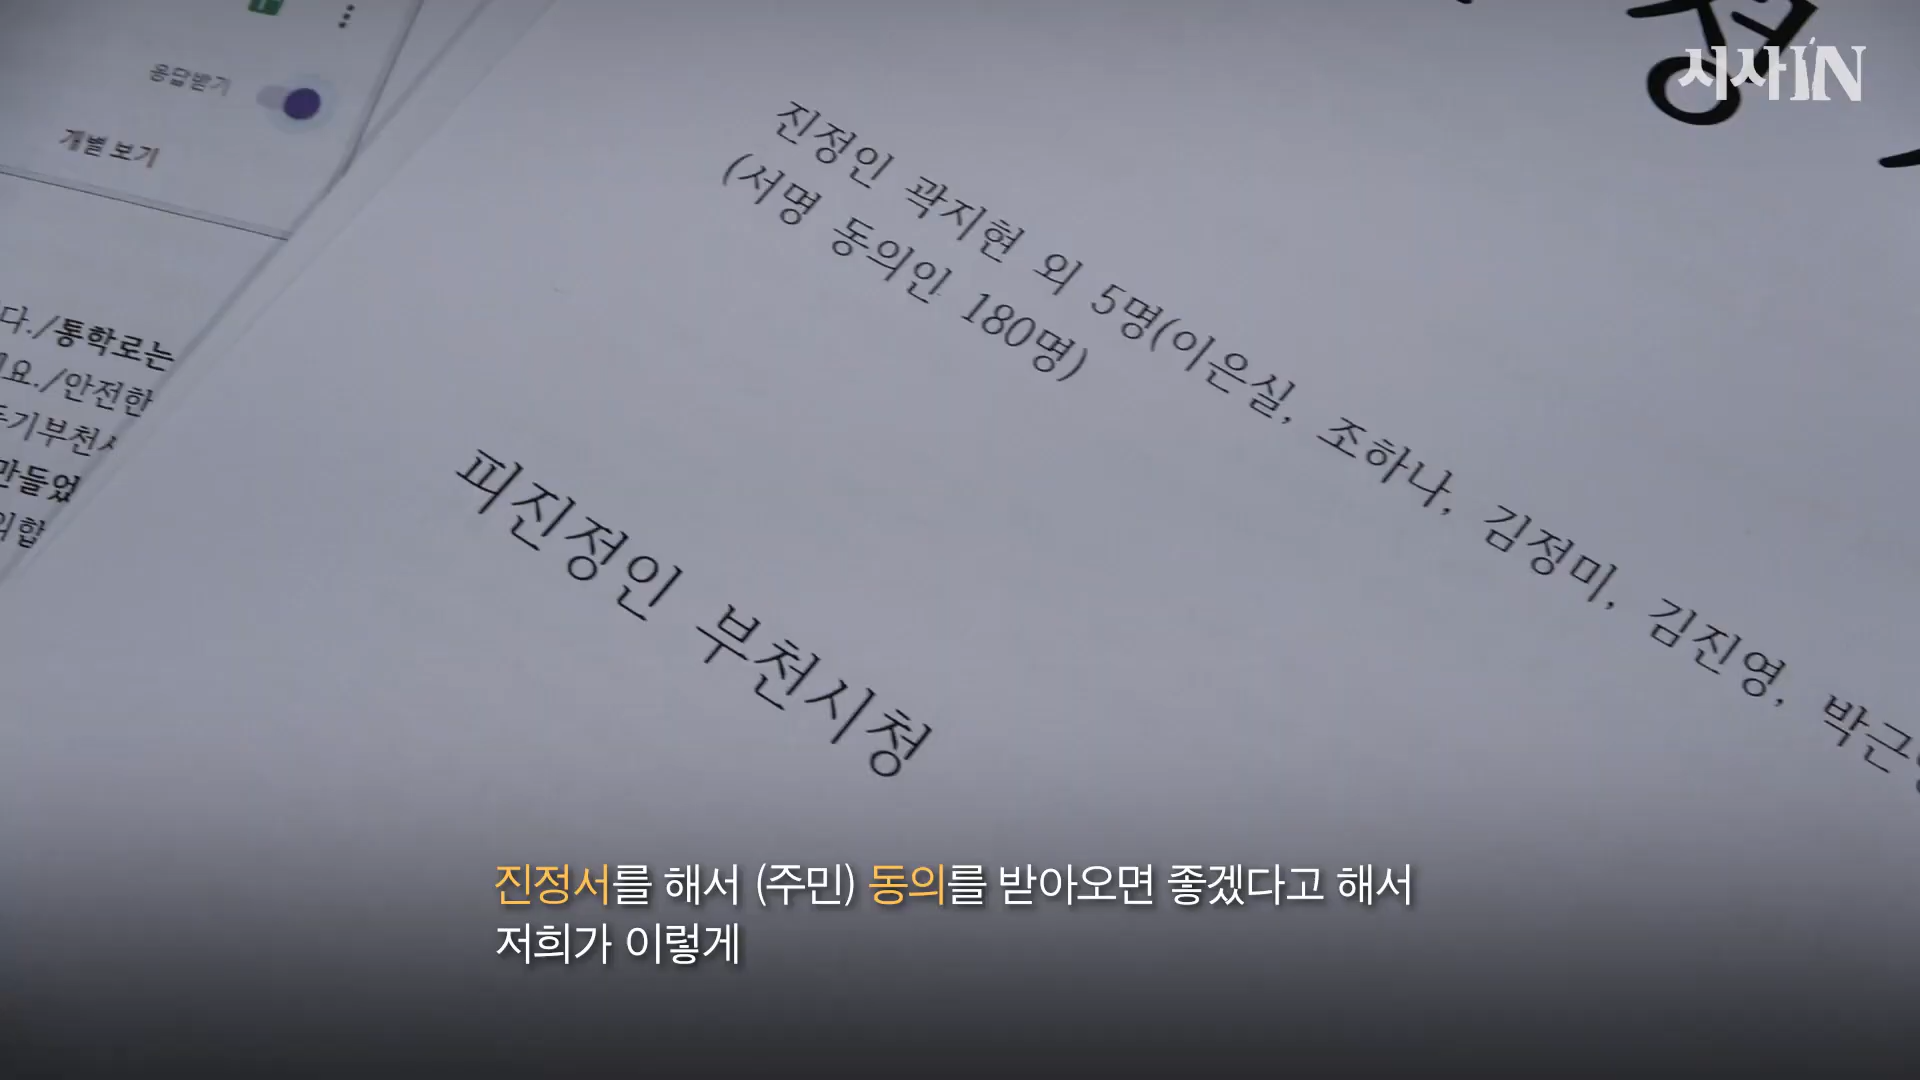 정
시사IN
응답받기
개별 보기
다./통학로는
요./안전한
기부천시
만들었
의합
진정인 곽지현 외 5명(이은실, 조하나, 김정미, 김진영, 박근
(서명 동의인 180명)
피진정인 부천시청
진정서를 해서 (주민) 동의를 받아오면 좋겠다고 해서
저희가 이렇게